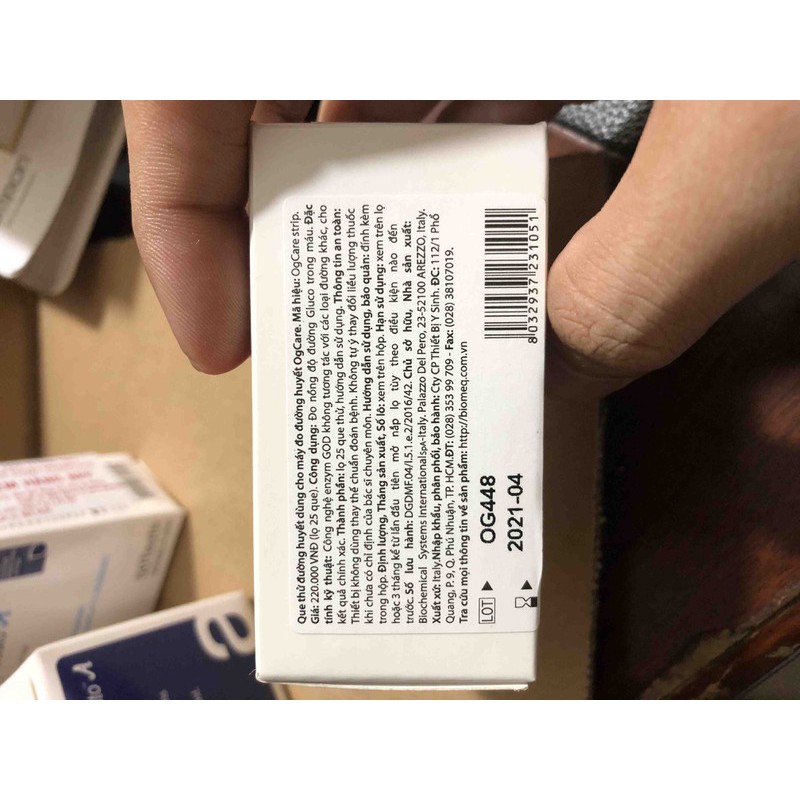 Que thử đường huyết dùng cho máy đo đường huyết OgCare. Mã hiệu: OgCare strip.
Giá: 220.000 VNĐ (lọ 25 que). Công dụng: Đo nồng độ đường Gluco trong máu. Đặc
tính kỹ thuật: Công nghệ enzym GOD không tương tác với các loại đường khác, cho
kết quả chính xác. Thành phần: lọ 25 que thử, hướng dẫn sử dụng. Thông tin an toàn:
Thiết bị không dùng thay thế chuẩn đoán bệnh. Không tự ý thay đổi liều lượng thuốc
khi chưa có chỉ định của bác sĩ chuyên môn. Hướng dẫn sử dụng, bảo quản: đính kèm
trong hộp. Định lượng, Tháng sản xuất, Số lô: xem trên hộp. Hạn sử dụng: xem trên lọ
hoặc 3 tháng kể từ lần đầu tiên mở nắp lọ tùy theo điều kiện nào đến
trước. Số lưu hành: DGDMF.04/I.5.1.e.2/2016/42. Chủ sở hữu, Nhà sản xuất:
Biochemical Systems International SpA-Italy. Palazzo Del Pero, 23-52100 AREZZO, Italy.
Xuất xứ: Italy. Nhập khẩu, phân phối, bảo hành: Cty CP Thiết Bị Y Sinh. ĐC: 112/1 Phổ
Quang, P. 9, Q. Phú Nhuận, TP. HCM. ĐT: (028) 353 99 709 - Fax: (028) 38107019.
Tra cứu mọi thông tin về sản phẩm: http://biomeq.com.vn
8032937231051
LOT OG448
2021-04